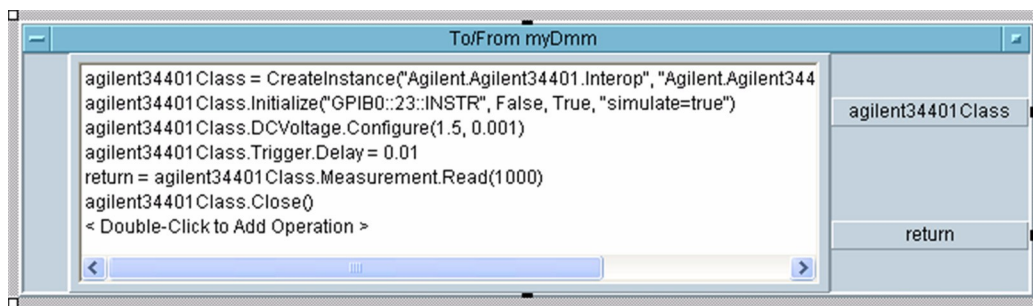 To/From myDmm
agilent34401Class = CreateInstance("Agilent.Agilent34401.Interop", "Agilent.Agilent344
agilent34401Class.Initialize("GPIB0::23::INSTR", False, True, "simulate=true")
agilent34401Class.DCVoltage.Configure(1.5, 0.001)
agilent34401Class.Trigger.Delay = 0.01
return = agilent34401Class.Measurement.Read(1000)
agilent34401Class.Close()
< Double-Click to Add Operation >
agilent34401Class
return